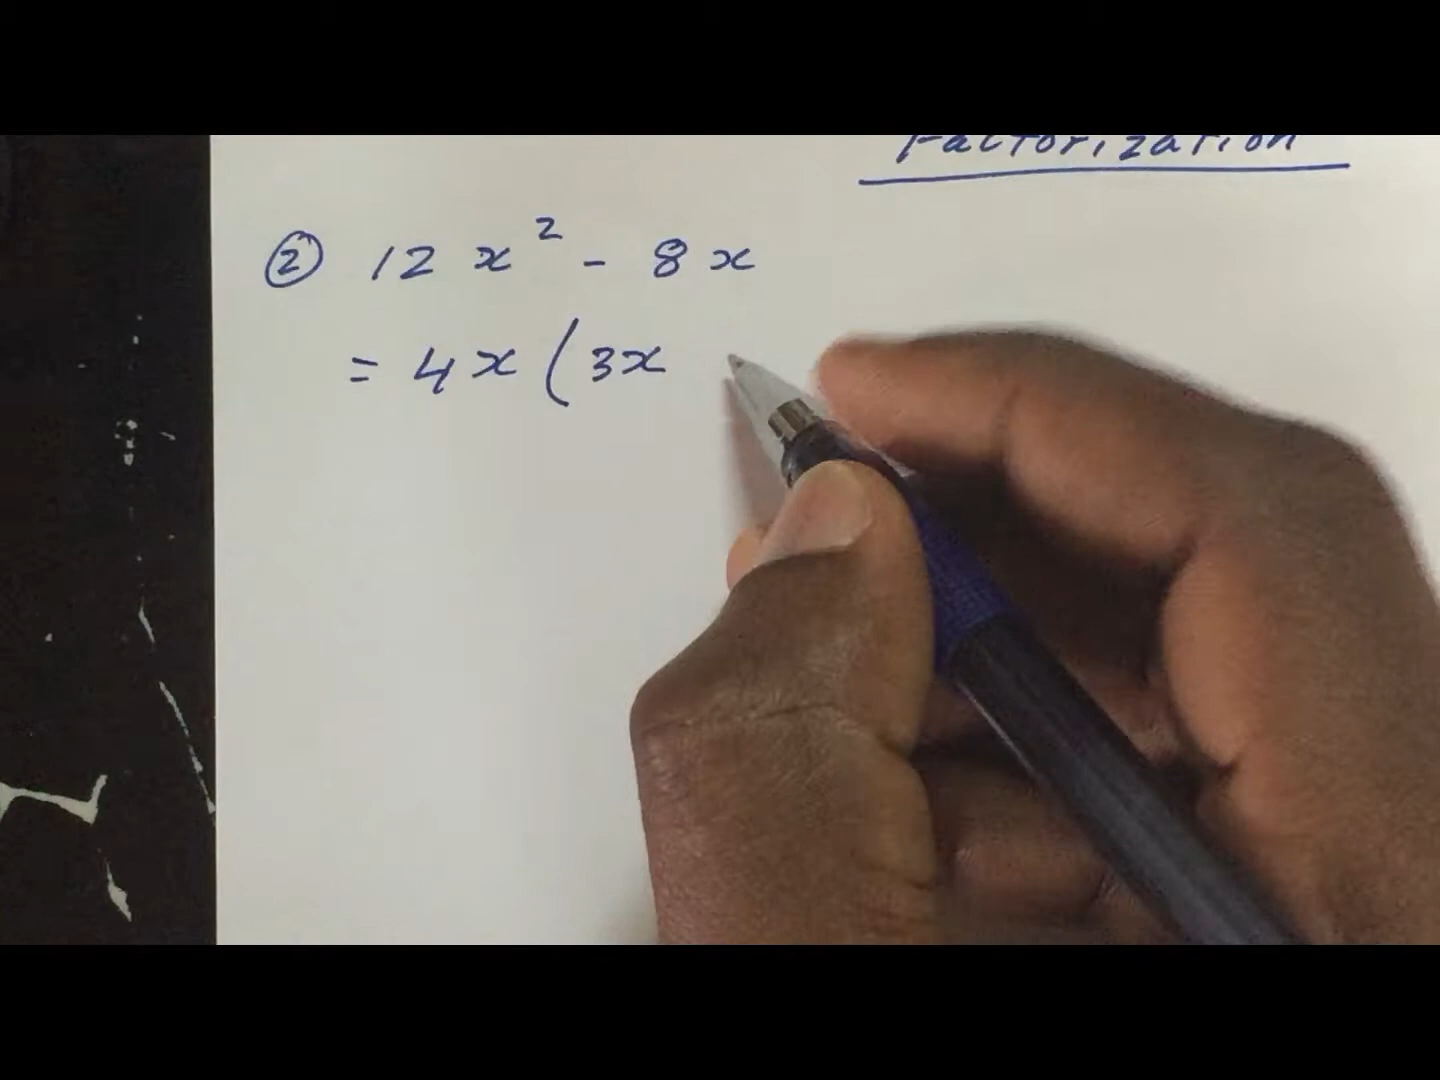 Factorization
② 12x² - 8x
= 4x (3x